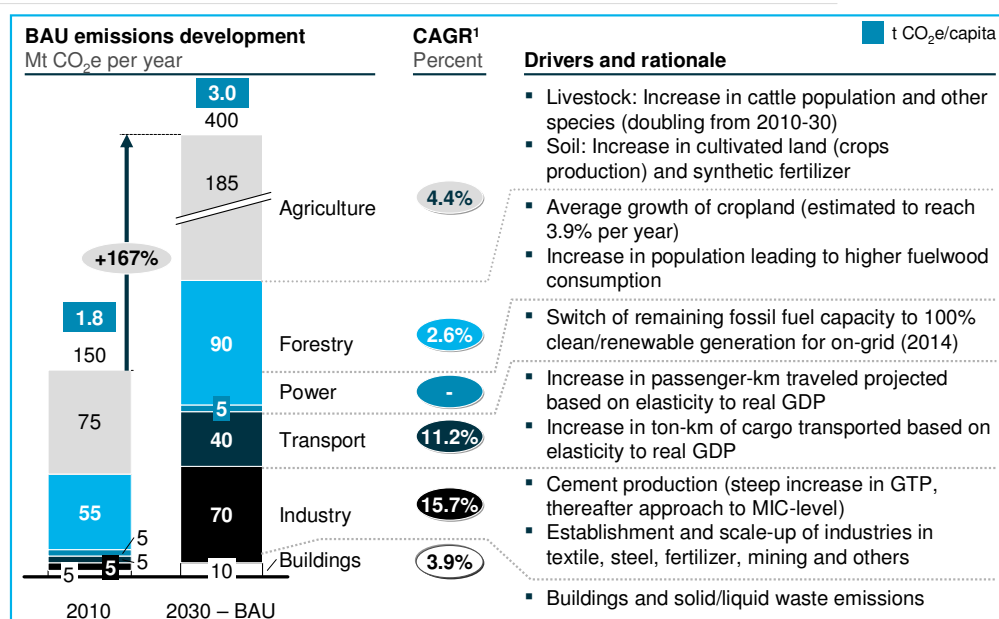 BAU emissions development
Mt CO2e per year
CAGR¹
Percent
t CO2e/capita
Drivers and rationale
3.0
400
185
+167%
1.8
150
75
55
5
5
5
5
90
5
40
70
10
2010
2030 – BAU
Agriculture
4.4%
Forestry
2.6%
Power
-
Transport
11.2%
Industry
15.7%
Buildings
3.9%
▪ Livestock: Increase in cattle population and other
species (doubling from 2010-30)
▪ Soil: Increase in cultivated land (crops
production) and synthetic fertilizer
▪ Average growth of cropland (estimated to reach
3.9% per year)
▪ Increase in population leading to higher fuelwood
consumption
▪ Switch of remaining fossil fuel capacity to 100%
clean/renewable generation for on-grid (2014)
▪ Increase in passenger-km traveled projected
based on elasticity to real GDP
▪ Increase in ton-km of cargo transported based on
elasticity to real GDP
▪ Cement production (steep increase in GTP,
thereafter approach to MIC-level)
▪ Establishment and scale-up of industries in
textile, steel, fertilizer, mining and others
▪ Buildings and solid/liquid waste emissions